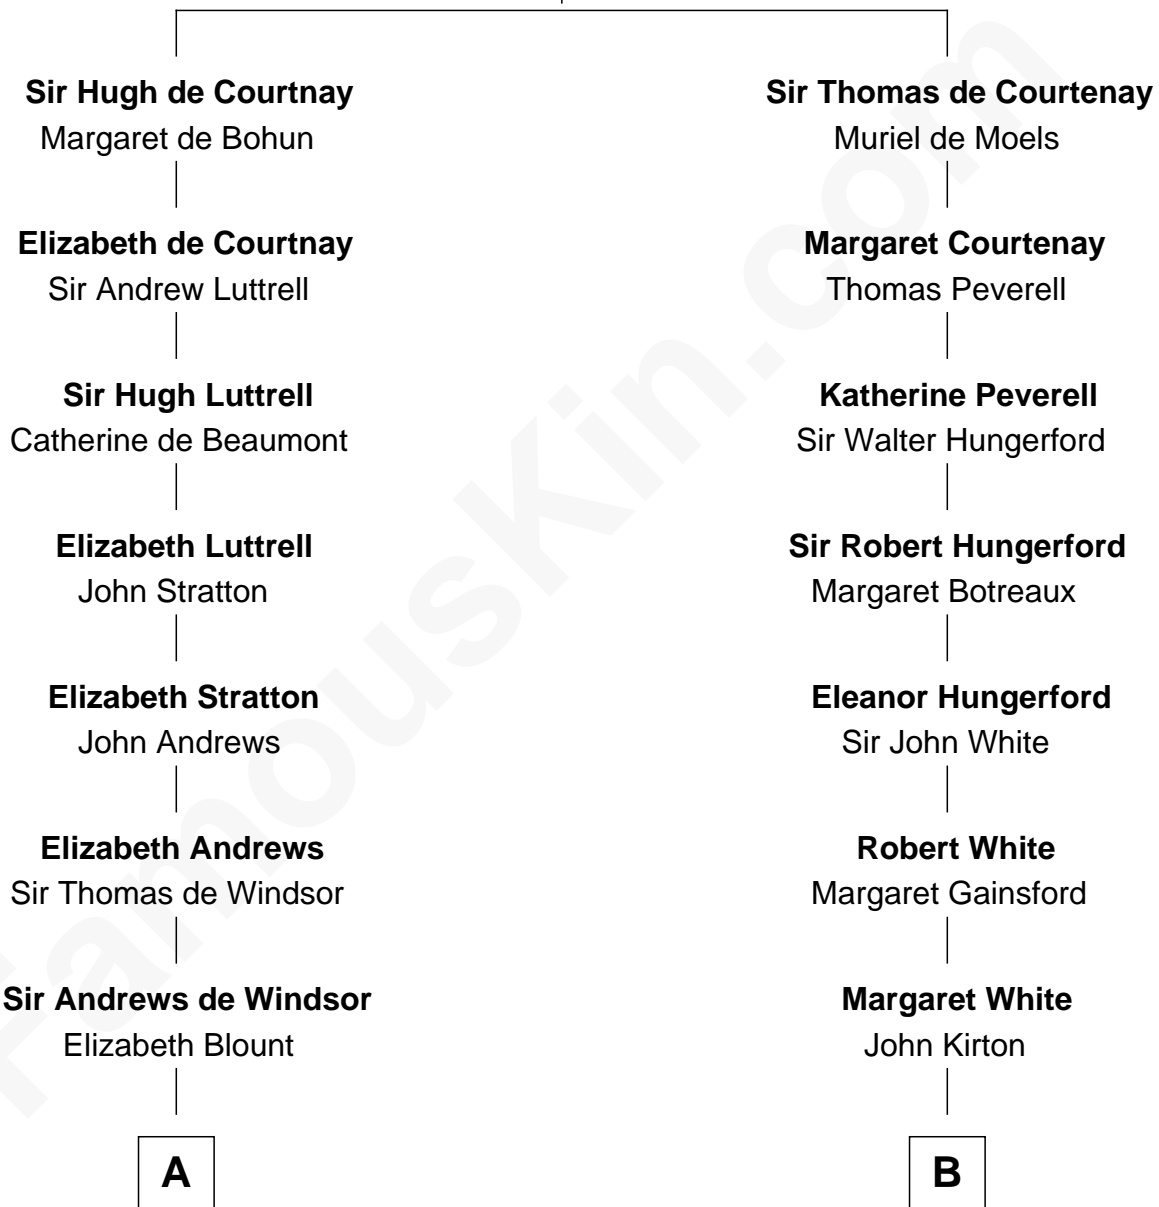 Sir Hugh de Courtnay
Margaret de Bohun
Elizabeth de Courtnay
Sir Andrew Luttrell
Sir Hugh Luttrell
Catherine de Beaumont
Elizabeth Luttrell
John Stratton
Elizabeth Stratton
John Andrews
Elizabeth Andrews
Sir Thomas de Windsor
Sir Andrews de Windsor
Elizabeth Blount
A
Sir Thomas de Courtenay
Muriel de Moels
Margaret Courtenay
Thomas Peverell
Katherine Peverell
Sir Walter Hungerford
Sir Robert Hungerford
Margaret Botreaux
Eleanor Hungerford
Sir John White
Robert White
Margaret Gainsford
Margaret White
John Kirton
B
FamousKin.com